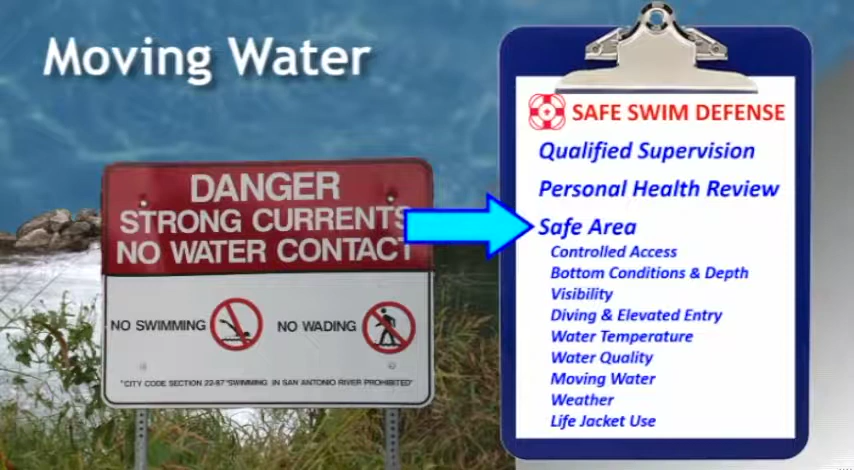 Moving Water
DANGER
STRONG CURRENTS
NO WATER CONTACT
NO SWIMMING
NO WADING
"CITY CODE SECTION 22-87 "SWIMMING IN SAN ANTONIO RIVER PROHIBITED"
SAFE SWIM DEFENSE
Qualified Supervision
Personal Health Review
Safe Area
Controlled Access
Bottom Conditions & Depth
Visibility
Diving & Elevated Entry
Water Temperature
Water Quality
Moving Water
Weather
Life Jacket Use